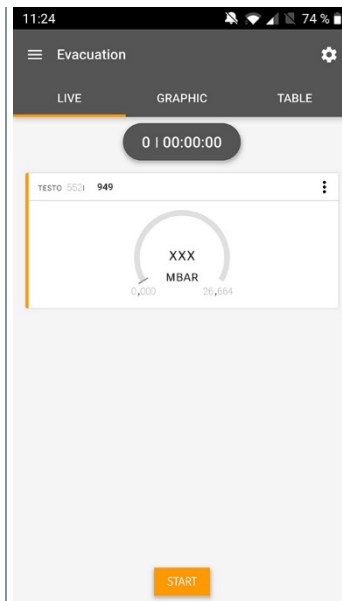 11:24 74 %
Evacuation
LIVE GRAPHIC TABLE
0 | 00:00:00
TESTO 552i 949
XXX
MBAR
0,000 26,664
START